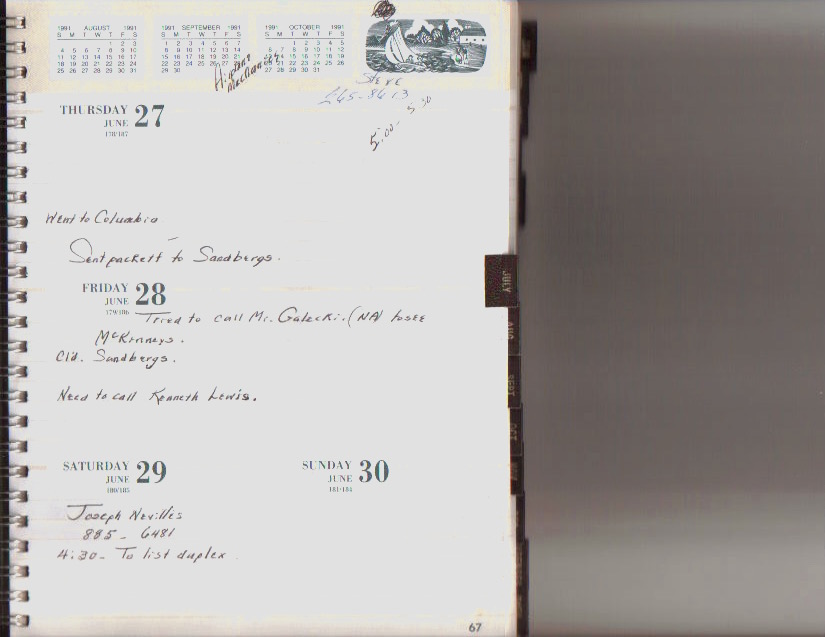 1991 AUGUST 1991
S M T W T F S
1 2 3
4 5 6 7 8 9 10
11 12 13 14 15 16 17
18 19 20 21 22 23 24
25 26 27 28 29 30 31
1991 SEPTEMBER 1991
S M T W T F S
1 2 3 4 5 6 7
8 9 10 11 12 13 14
15 16 17 18 19 20 21
22 23 24 25 26 27 28
29 30
1991 OCTOBER 1991
S M T W T F S
1 2 3 4 5
6 7 8 9 10 11 12
13 14 15 16 17 18 19
20 21 22 23 24 25 26
27 28 29 30 31
STEVE
5:00- 5:30
THURSDAY 27
JUNE
178/187
Went to Columbia
Sent packett to Sandbergs.
FRIDAY 28
JUNE
179/186
Tried to call Mr. Galecki. (NA) to see
McKinneys.
Cld. Sandbergs.
Need to call Kenneth Lewis.
SATURDAY 29
JUNE
180/185
SUNDAY 30
JUNE
181/184
Joseph Nevills
885-6481
4:30- To list duplex
JULY
AUG
SEPT
OCT
67